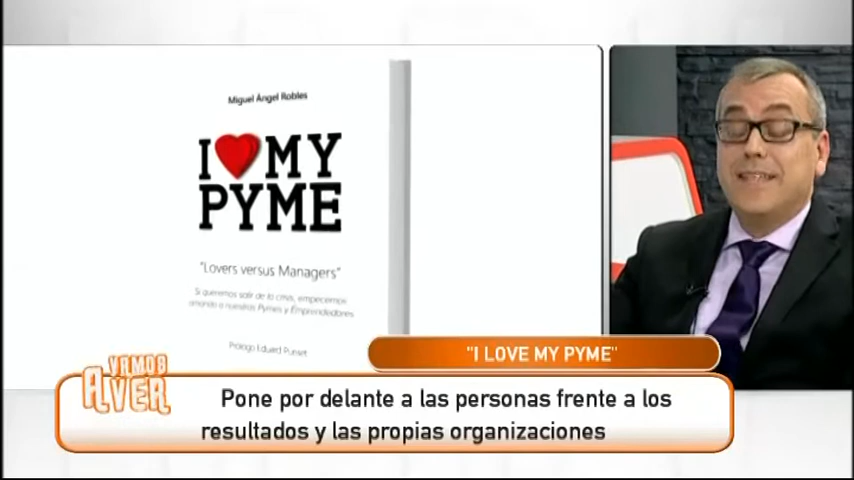 Miguel Ángel Robles
I MY
PYME
"Lovers versus Managers"
Si queremos salir de la crisis, empecemos
amando a nuestras Pymes y Emprendedores
Prólogo Eduard Punset
"I LOVE MY PYME"
VAMOS
A VER
Pone por delante a las personas frente a los
resultados y las propias organizaciones